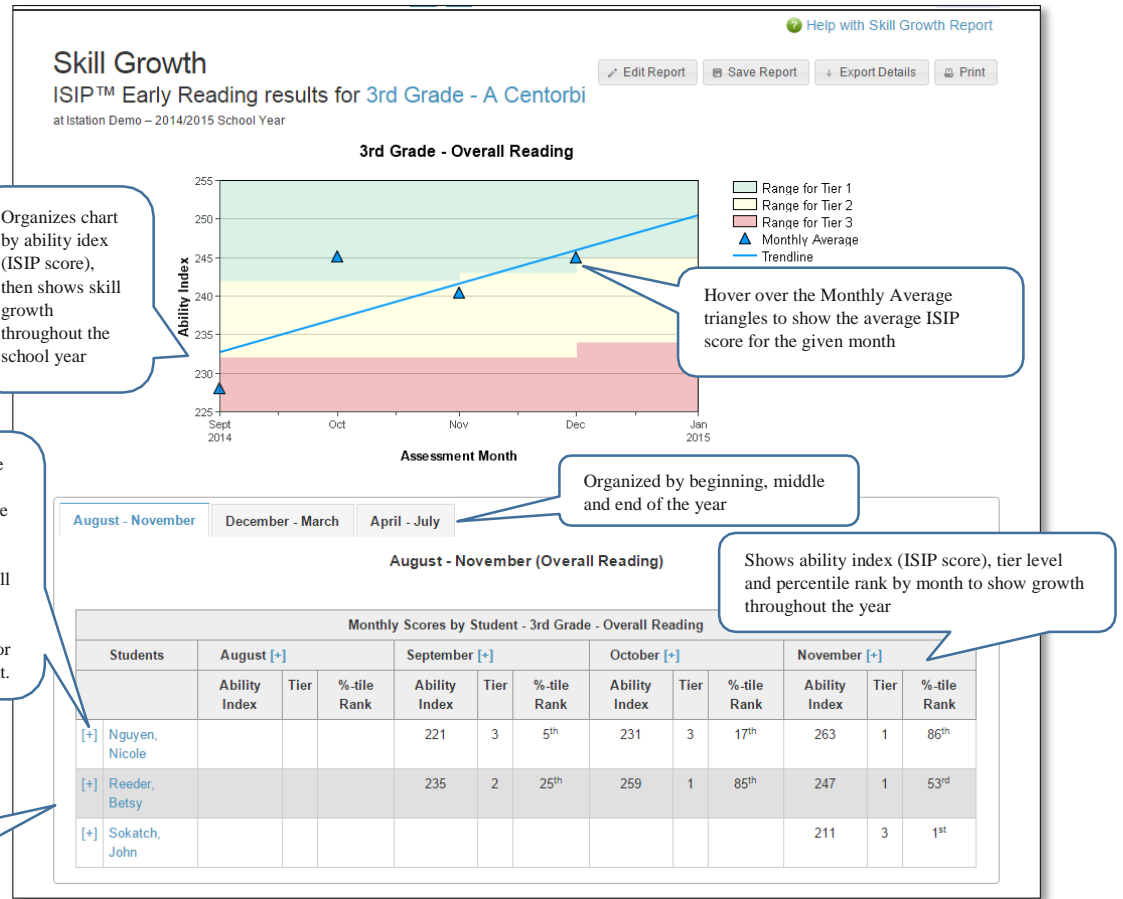 Help with Skill Growth Report
Skill Growth
Edit Report
Save Report
Export Details
Print
ISIP™ Early Reading results for 3rd Grade - A Centorbi
at Istation Demo – 2014/2015 School Year
3rd Grade - Overall Reading
255
250
245
240
235
230
225
Ability Index
Sept
2014
Oct
Nov
Dec
Jan
2015
Assessment Month
Range for Tier 1
Range for Tier 2
Range for Tier 3
Monthly Average
Trendline
Organizes chart
by ability idex
(ISIP score),
then shows skill
growth
throughout the
school year
Hover over the Monthly Average
triangles to show the average ISIP
score for the given month
Organized by beginning, middle
and end of the year
August - November
December - March
April - July
August - November (Overall Reading)
Shows ability index (ISIP score), tier level
and percentile rank by month to show growth
throughout the year
Monthly Scores by Student - 3rd Grade - Overall Reading
Students August [+] September [+] October [+] November [+]
Ability Tier %-tile Ability Tier %-tile Ability Tier %-tile Ability Tier %-tile
Index Rank Index Rank Index Rank Index Rank
[+] Nguyen, 221 3 5th 231 3 17th 263 1 86th
Nicole
[+] Reeder, 235 2 25th 259 1 85th 247 1 53rd
Betsy
[+] Sokatch, 211 3 1st
John